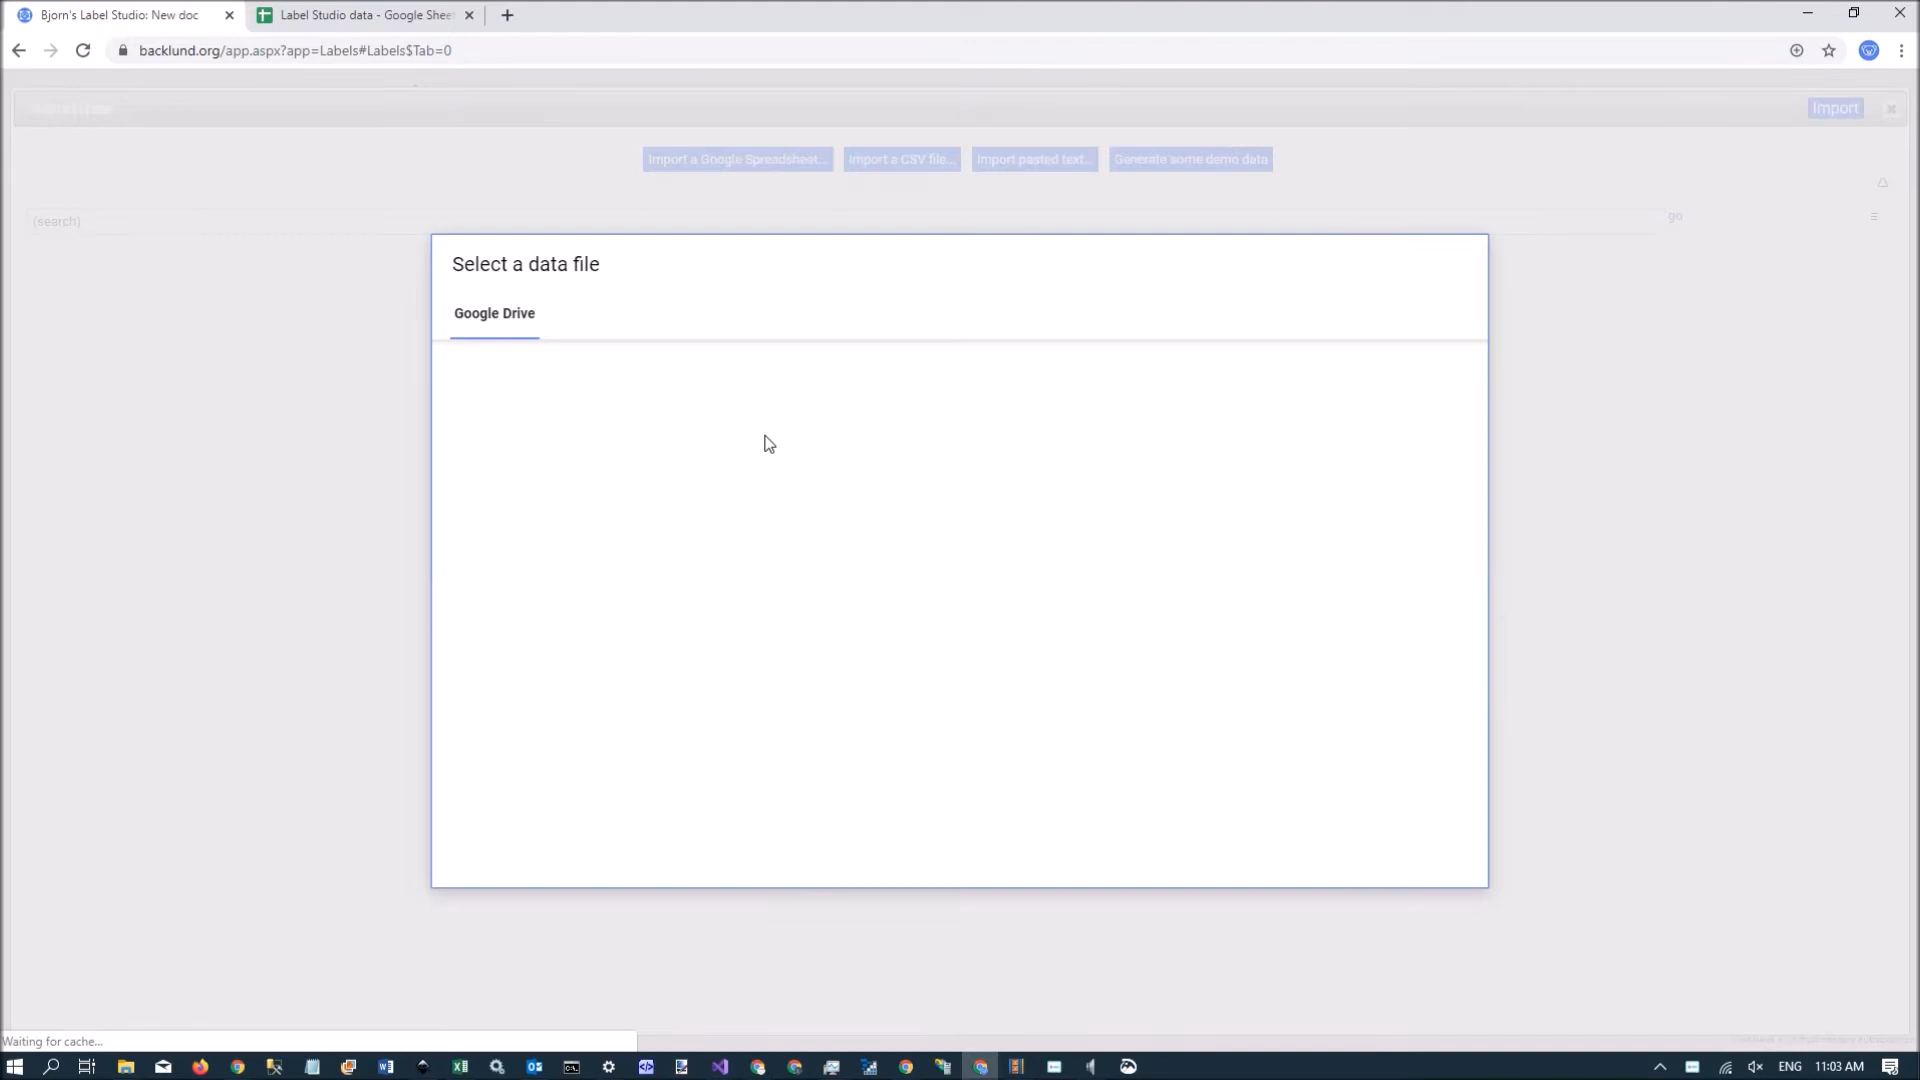 Bjorn's Label Studio: New doc
Label Studio data - Google Shee
backlund.org/app.aspx?app=Labels#Labels$Tab=0
Import
Import a Google Spreadsheet...
Import a CSV file...
Import pasted text...
Generate some demo data
(search)
go
Select a data file
Google Drive
Waiting for cache...
ENG
11:03 AM